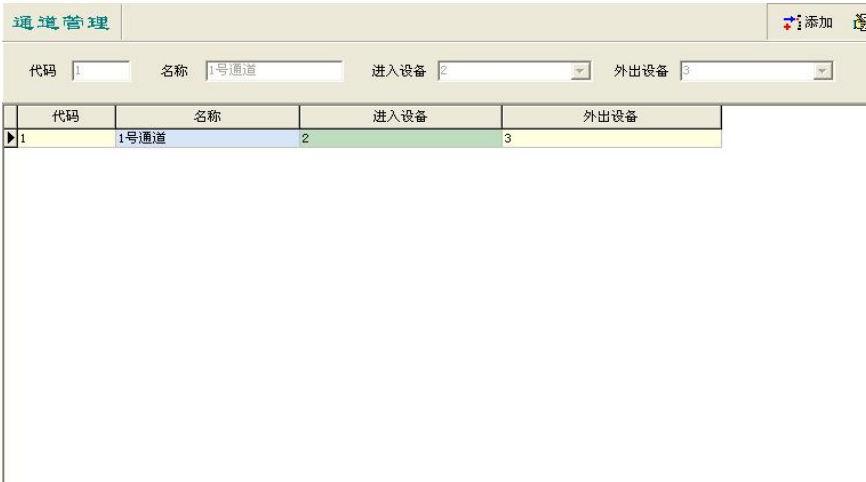 通道管理 添加
代码 1 名称 1号通道 进入设备 2 外出设备 3
代码 名称 进入设备 外出设备
1 1号通道 2 3